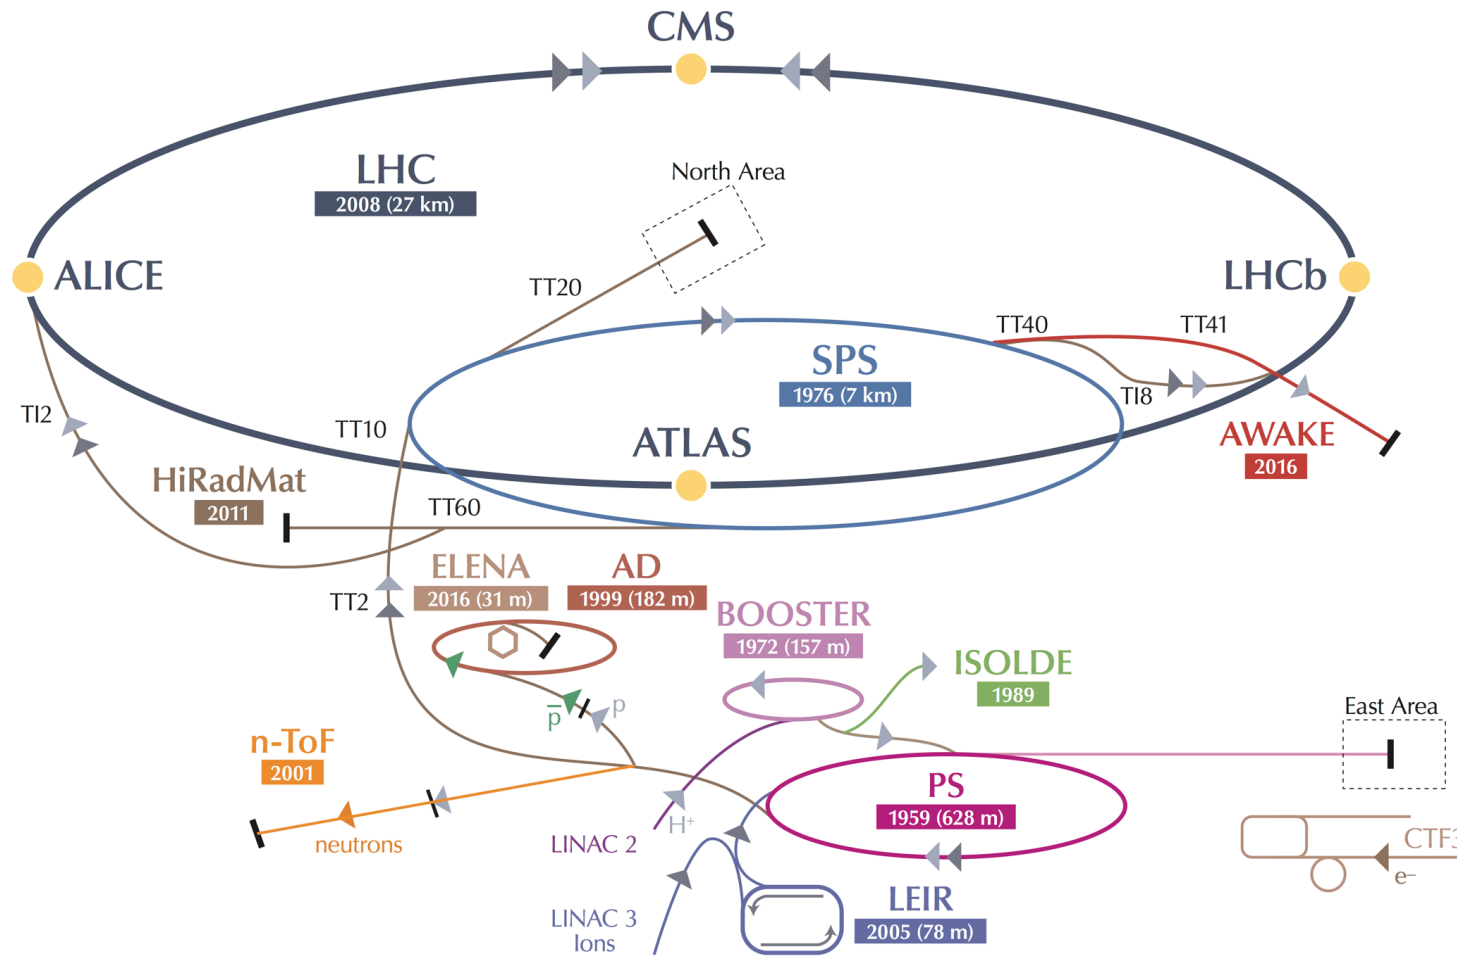 CMS
LHC
2008 (27 km)
North Area
ALICE
LHCb
TT20
TT40
TT41
SPS
1976 (7 km)
TI8
TI2
TT10
ATLAS
AWAKE
2016
HiRadMat
2011
TT60
ELENA
2016 (31 m)
AD
1999 (182 m)
TT2
BOOSTER
1972 (157 m)
ISOLDE
1989
p̅
p
East Area
n-ToF
2001
PS
1959 (628 m)
neutrons
LINAC 2
H⁺
CTF3
e⁻
LEIR
2005 (78 m)
LINAC 3
Ions